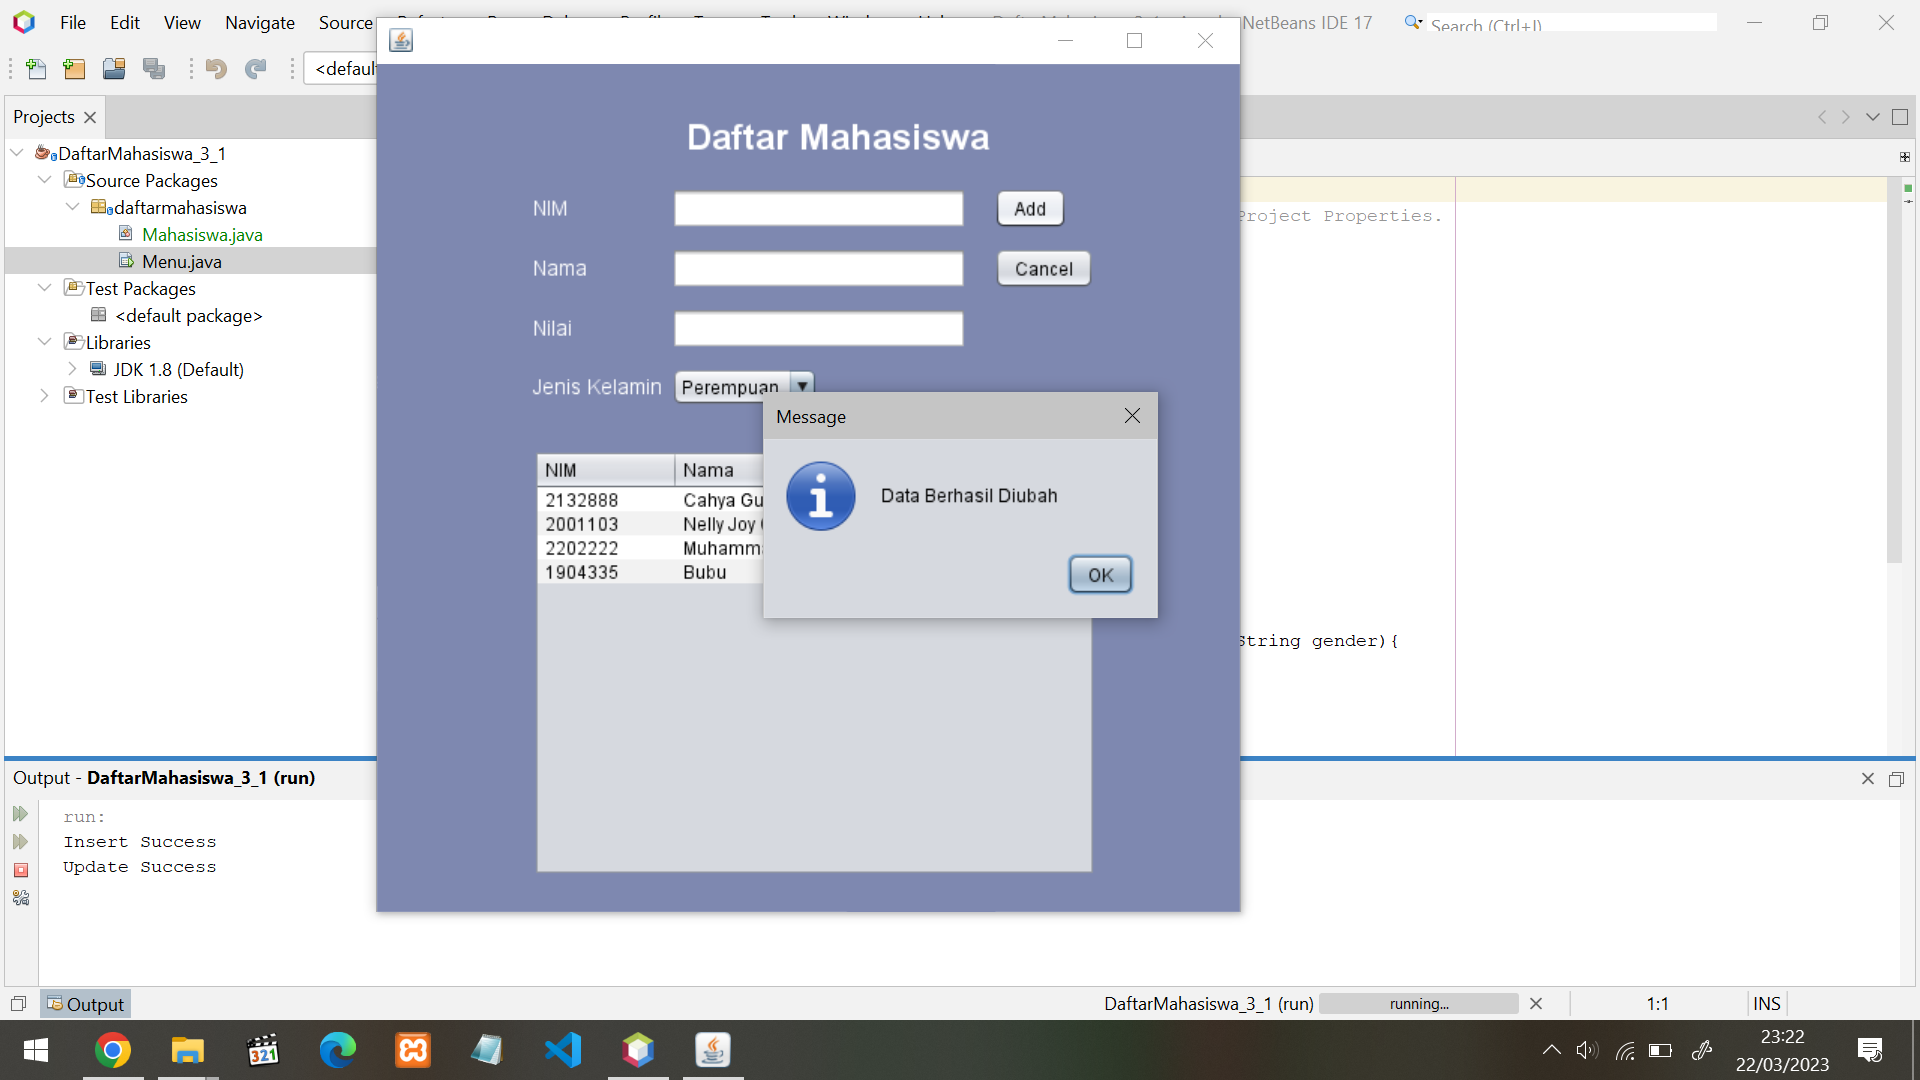 File Edit View Navigate Source
NetBeans IDE 17
Search (Ctrl+I)
<default
Projects
DaftarMahasiswa_3_1
Source Packages
daftarmahasiswa
Mahasiswa.java
Menu.java
Test Packages
<default package>
Libraries
JDK 1.8 (Default)
Test Libraries
Daftar Mahasiswa
NIM
Add
Nama
Cancel
Nilai
Jenis Kelamin Perempuan
Message
Data Berhasil Diubah
OK
NIM Nama
2132888 Cahya Gu
2001103 Nelly Joy
2202222 Muhamma
1904335 Bubu
Project Properties.
String gender){
Output - DaftarMahasiswa_3_1 (run)
run:
Insert Success
Update Success
Output
DaftarMahasiswa_3_1 (run) running... 1:1 INS
321
23:22
22/03/2023